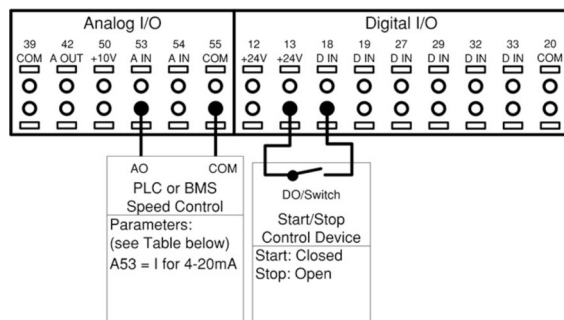 Analog I/O Digital I/O
39 42 50 53 54 55 12 13 18 19 27 29 32 33 20
COM A OUT +10V A IN A IN COM +24V +24V D IN D IN D IN D IN D IN D IN COM
AO COM
PLC or BMS
Speed Control
Parameters:
(see Table below)
A53 = I for 4-20mA
DO/Switch
Start/Stop
Control Device
Start: Closed
Stop: Open